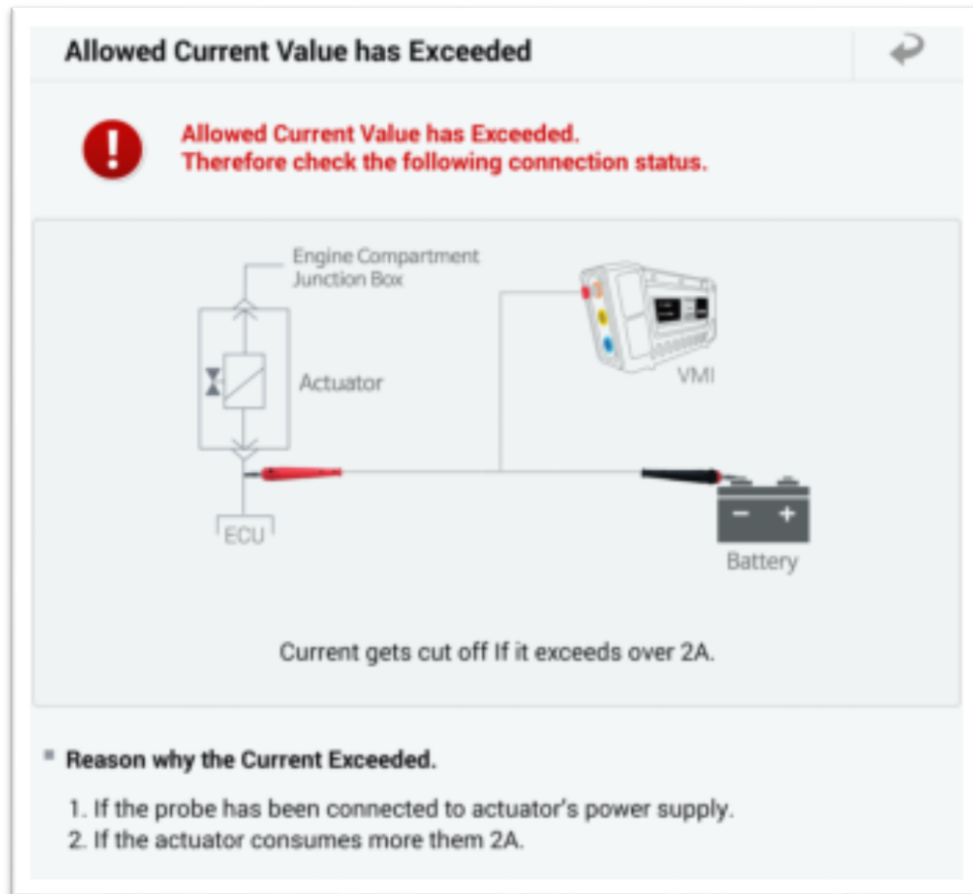 Allowed Current Value has Exceeded
Allowed Current Value has Exceeded.
Therefore check the following connection status.
Engine Compartment
Junction Box
Actuator
VMI
ECU
- +
Battery
Current gets cut off If it exceeds over 2A.
Reason why the Current Exceeded.
1. If the probe has been connected to actuator's power supply.
2. If the actuator consumes more them 2A.